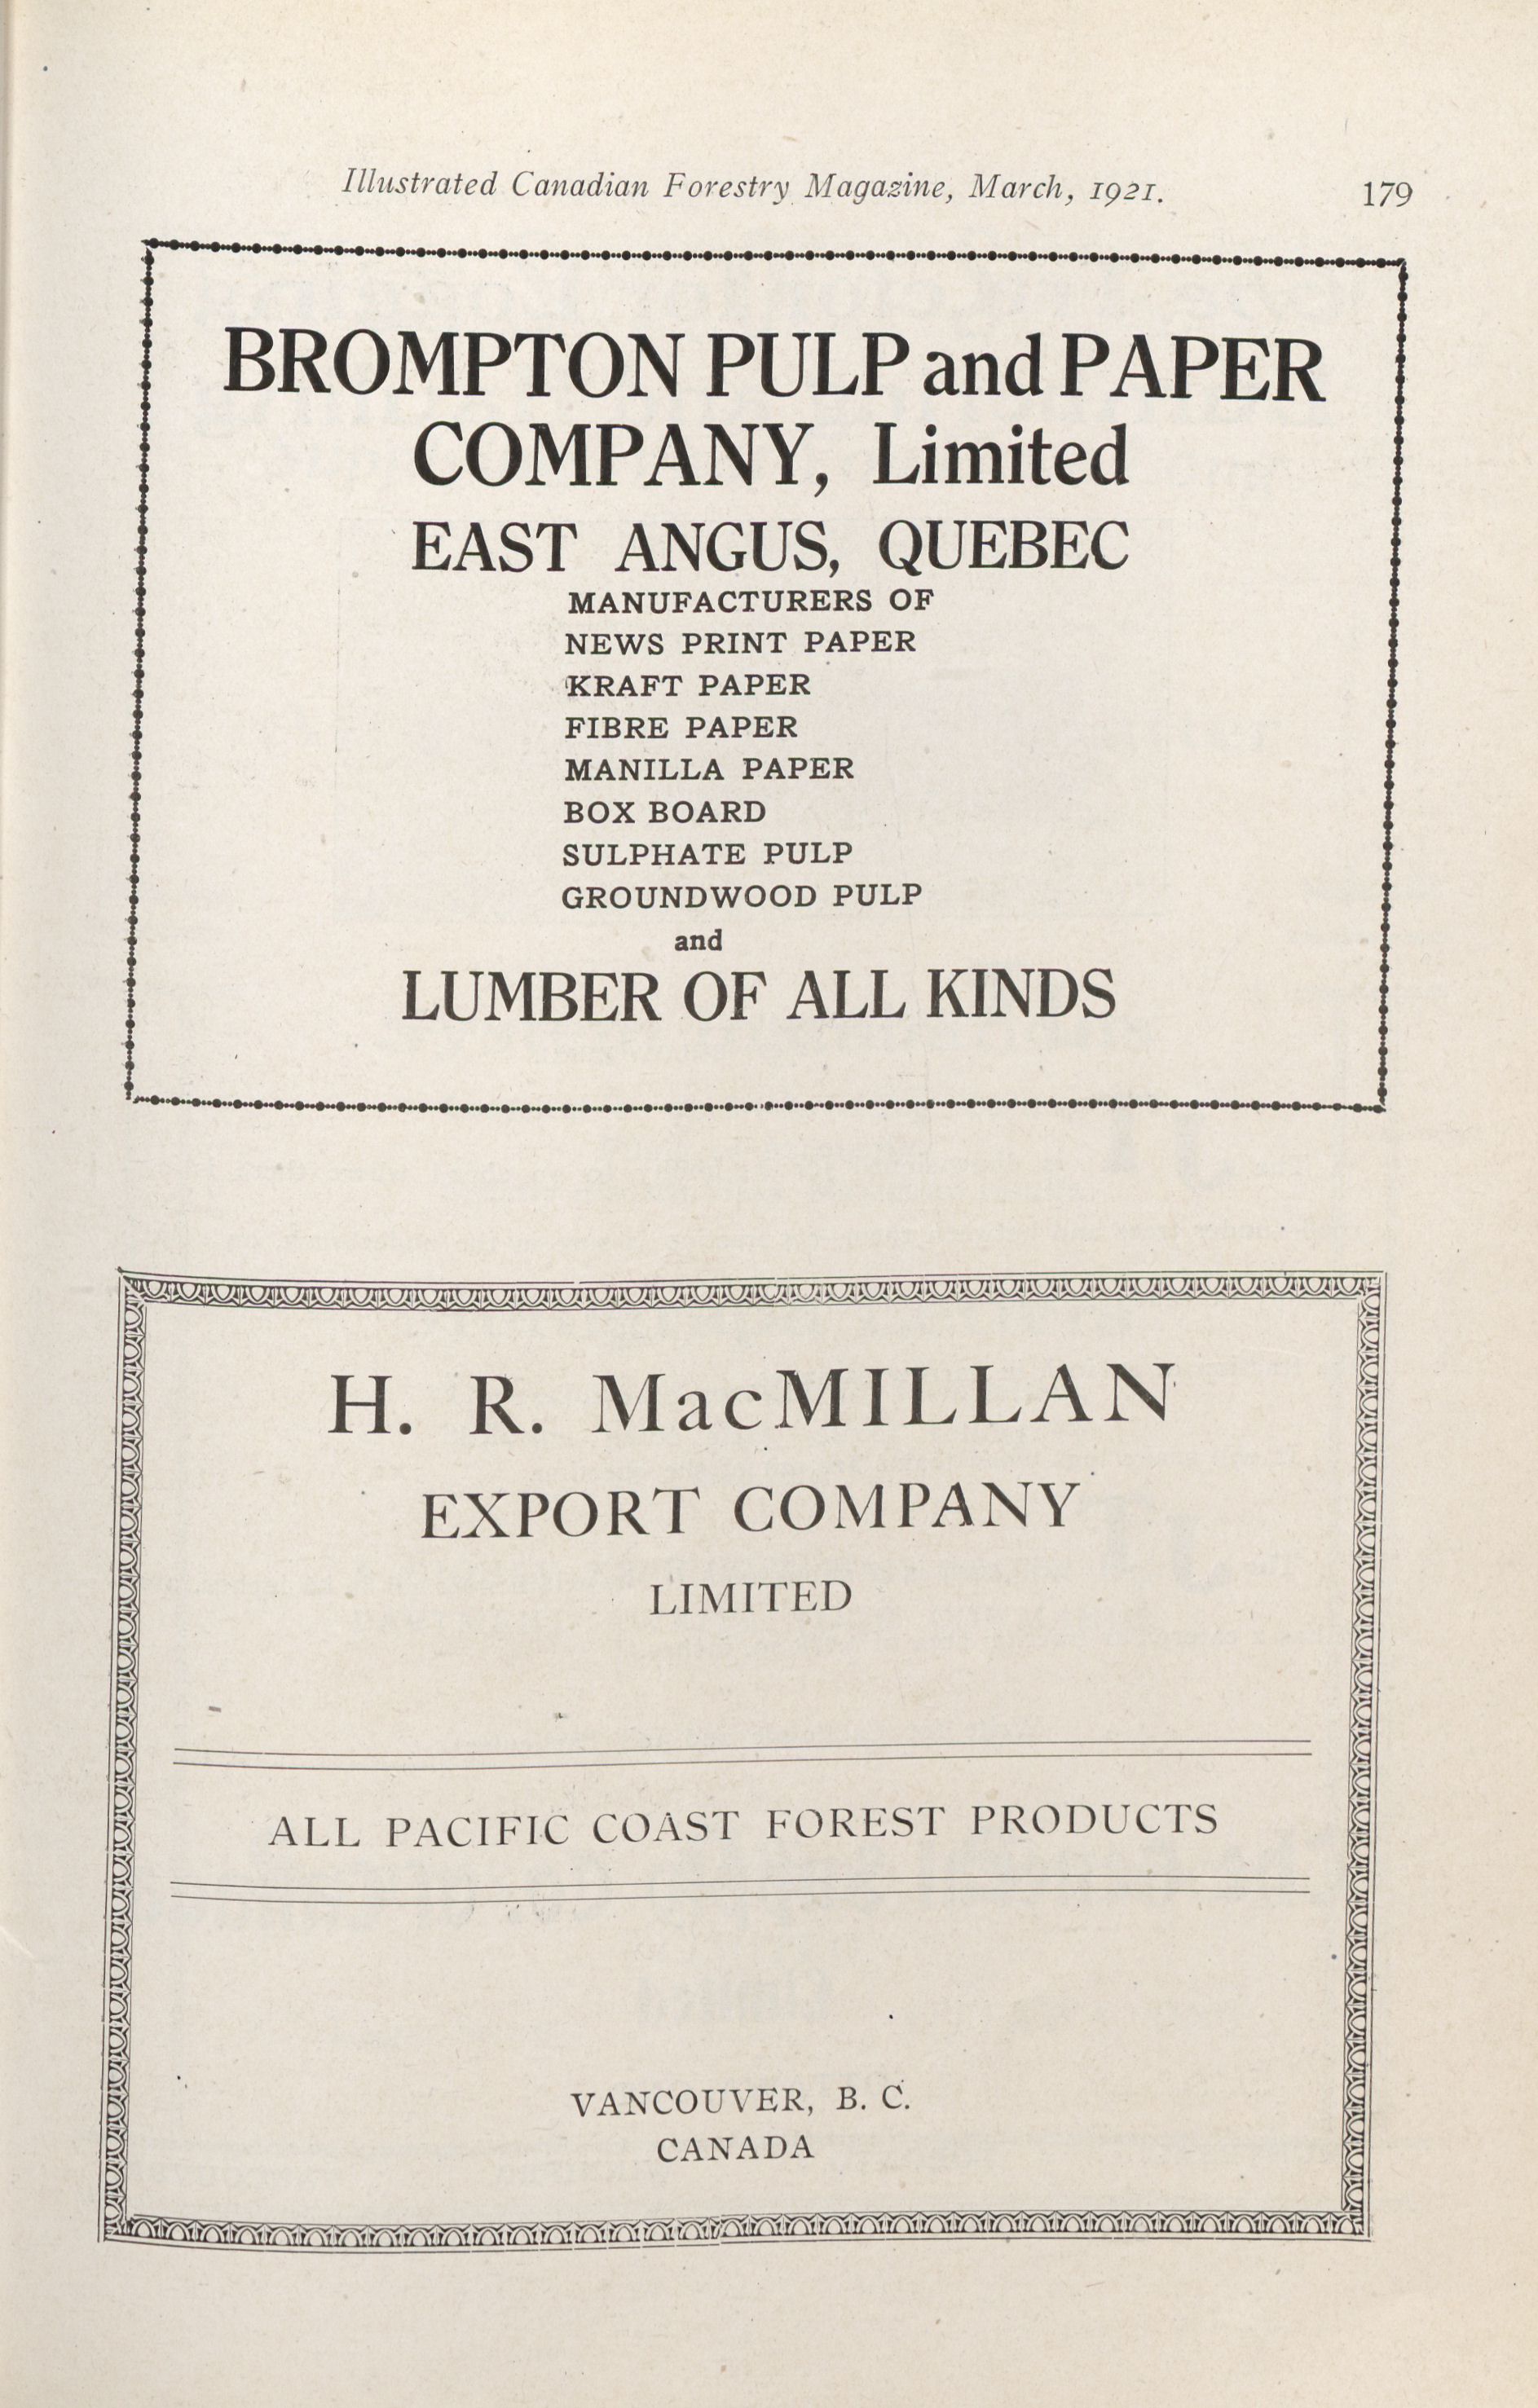 Illustrated Canadian Forestry Magazine, March, 1921.
179
BROMPTON PULP and PAPER
COMPANY, Limited
EAST ANGUS, QUEBEC
MANUFACTURERS OF
NEWS PRINT PAPER
KRAFT PAPER
FIBRE PAPER
MANILLA PAPER
BOX BOARD
SULPHATE PULP
GROUNDWOOD PULP
and
LUMBER OF ALL KINDS
H. R. MacMILLAN
EXPORT COMPANY
LIMITED
ALL PACIFIC COAST FOREST PRODUCTS
VANCOUVER, B. C.
CANADA